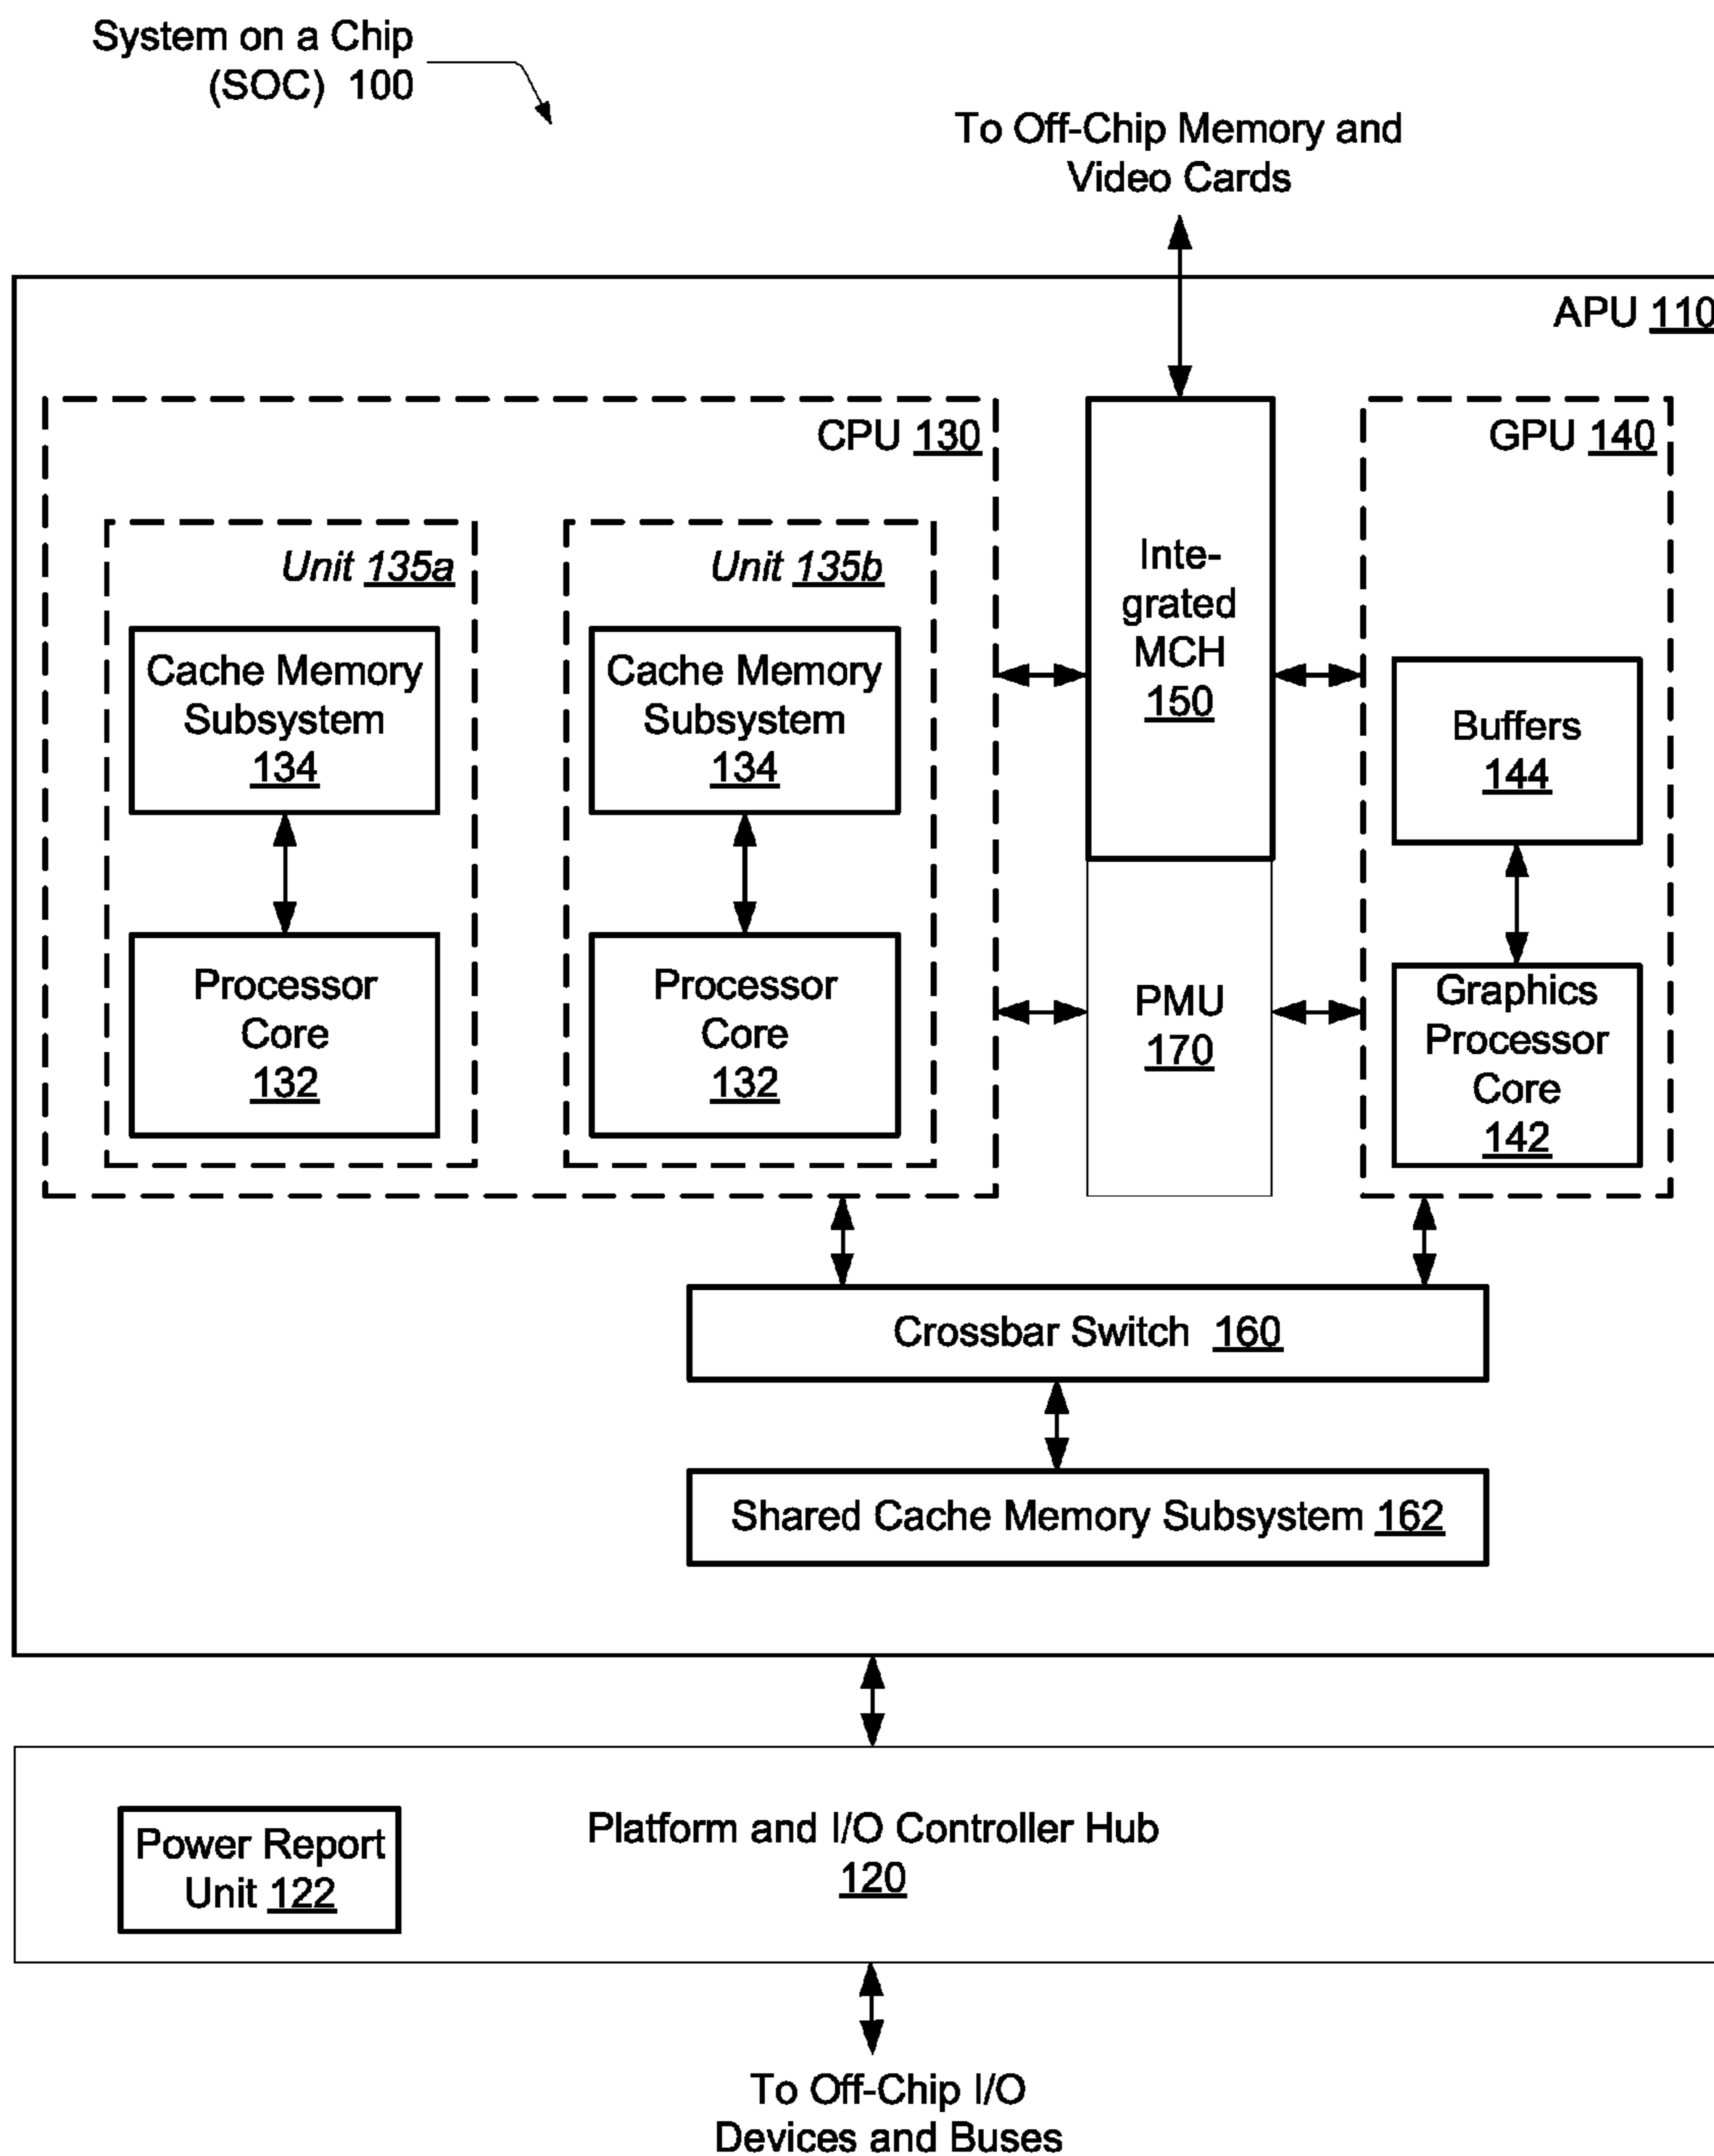 System on a Chip
(SOC) 100
To Off-Chip Memory and
Video Cards
APU 110
CPU 130
GPU 140
Unit 135a
Unit 135b
Cache Memory
Subsystem
134
Cache Memory
Subsystem
134
Inte-
grated
MCH
150
Buffers
144
Processor
Core
132
Processor
Core
132
PMU
170
Graphics
Processor
Core
142
Crossbar Switch 160
Shared Cache Memory Subsystem 162
Power Report
Unit 122
Platform and I/O Controller Hub
120
To Off-Chip I/O
Devices and Buses